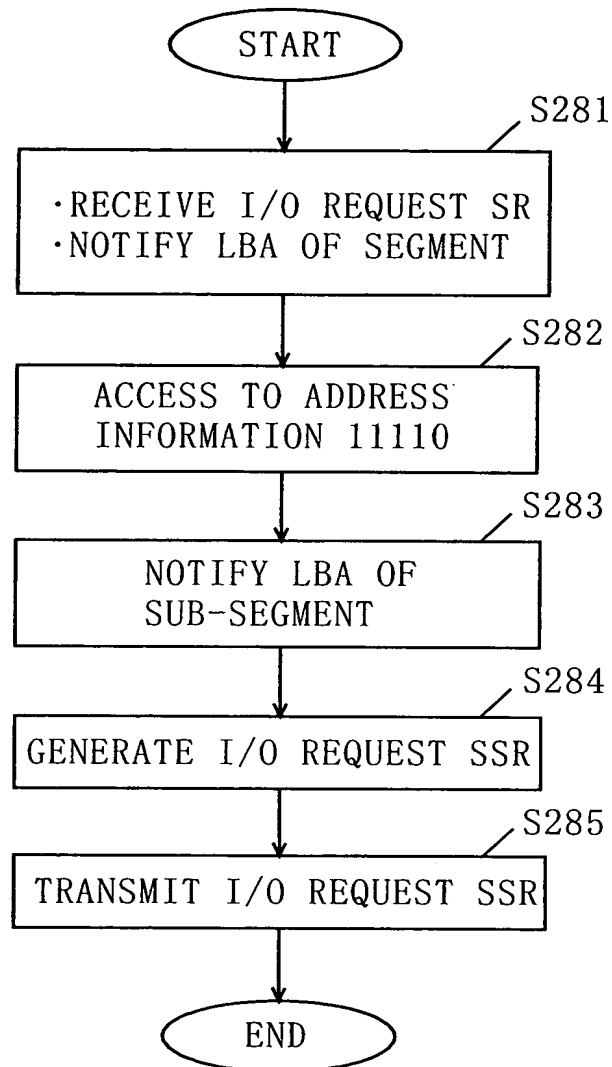 START
S281
·RECEIVE I/O REQUEST SR
·NOTIFY LBA OF SEGMENT
S282
ACCESS TO ADDRESS
INFORMATION 11110
S283
NOTIFY LBA OF
SUB-SEGMENT
S284
GENERATE I/O REQUEST SSR
S285
TRANSMIT I/O REQUEST SSR
END